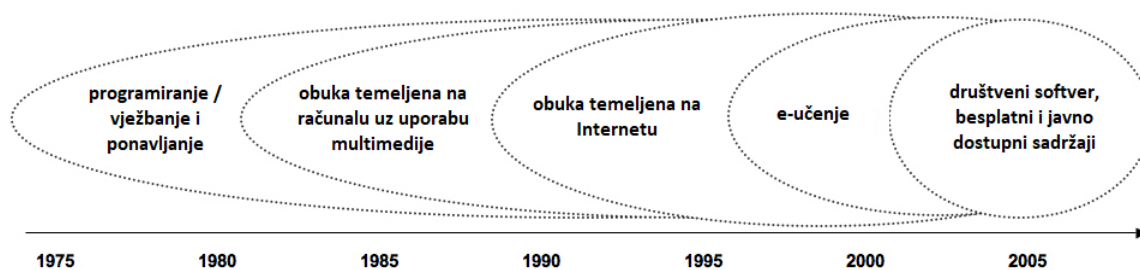 programiranje /
vježbanje i
ponavljanje
obuka temeljena na
računalu uz uporabu
multimedije
obuka temeljena na
Internetu
e-učenje
društveni softver,
besplatni i javno
dostupni sadržaji
1975 1980 1985 1990 1995 2000 2005